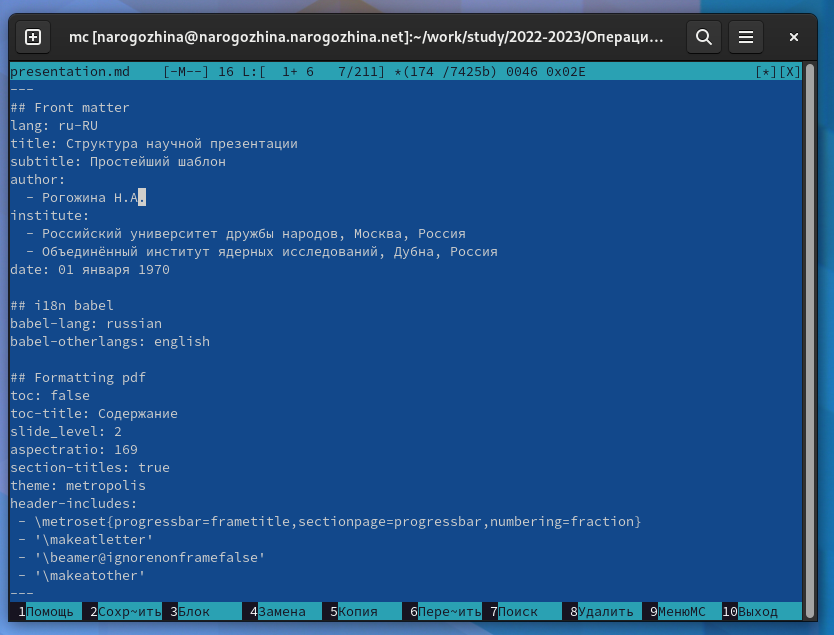 mc [narogozhina@narogozhina.narogozhina.net]:~/work/study/2022-2023/Операци…
presentation.md    [-M--] 16 L:[  1+ 6   7/211] *(174 /7425b) 0046 0x02E                     [*][X]
---
## Front matter
lang: ru-RU
title: Структура научной презентации
subtitle: Простейший шаблон
author:
  - Рогожина Н.А.
institute:
  - Российский университет дружбы народов, Москва, Россия
  - Объединённый институт ядерных исследований, Дубна, Россия
date: 01 января 1970

## i18n babel
babel-lang: russian
babel-otherlangs: english

## Formatting pdf
toc: false
toc-title: Содержание
slide_level: 2
aspectratio: 169
section-titles: true
theme: metropolis
header-includes:
 - \metroset{progressbar=frametitle,sectionpage=progressbar,numbering=fraction}
 - '\makeatletter'
 - '\beamer@ignorenonframefalse'
 - '\makeatother'
---
1Помощь 2Сохр~ить 3Блок 4Замена 5Копия 6Пере~ить 7Поиск 8Удалить 9МенюMC 10Выход